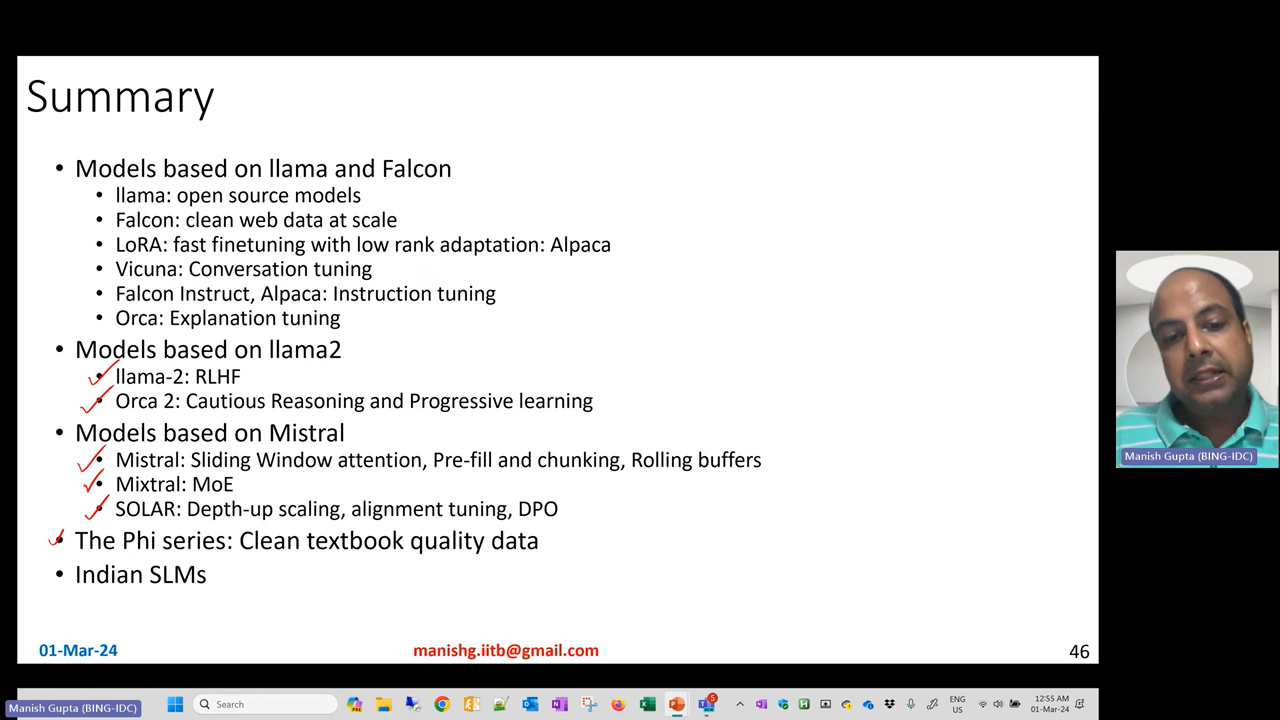 Summary
• Models based on llama and Falcon
• llama: open source models
• Falcon: clean web data at scale
• LoRA: fast finetuning with low rank adaptation: Alpaca
• Vicuna: Conversation tuning
• Falcon Instruct, Alpaca: Instruction tuning
• Orca: Explanation tuning
• Models based on llama2
• llama-2: RLHF
• Orca 2: Cautious Reasoning and Progressive learning
• Models based on Mistral
• Mistral: Sliding Window attention, Pre-fill and chunking, Rolling buffers
• Mixtral: MoE
• SOLAR: Depth-up scaling, alignment tuning, DPO
• The Phi series: Clean textbook quality data
• Indian SLMs
01-Mar-24
manishg.iitb@gmail.com
46
Manish Gupta (BING-IDC)
Manish Gupta (BING-IDC)
Search
5
ENG
US
12:55 AM
01-Mar-24